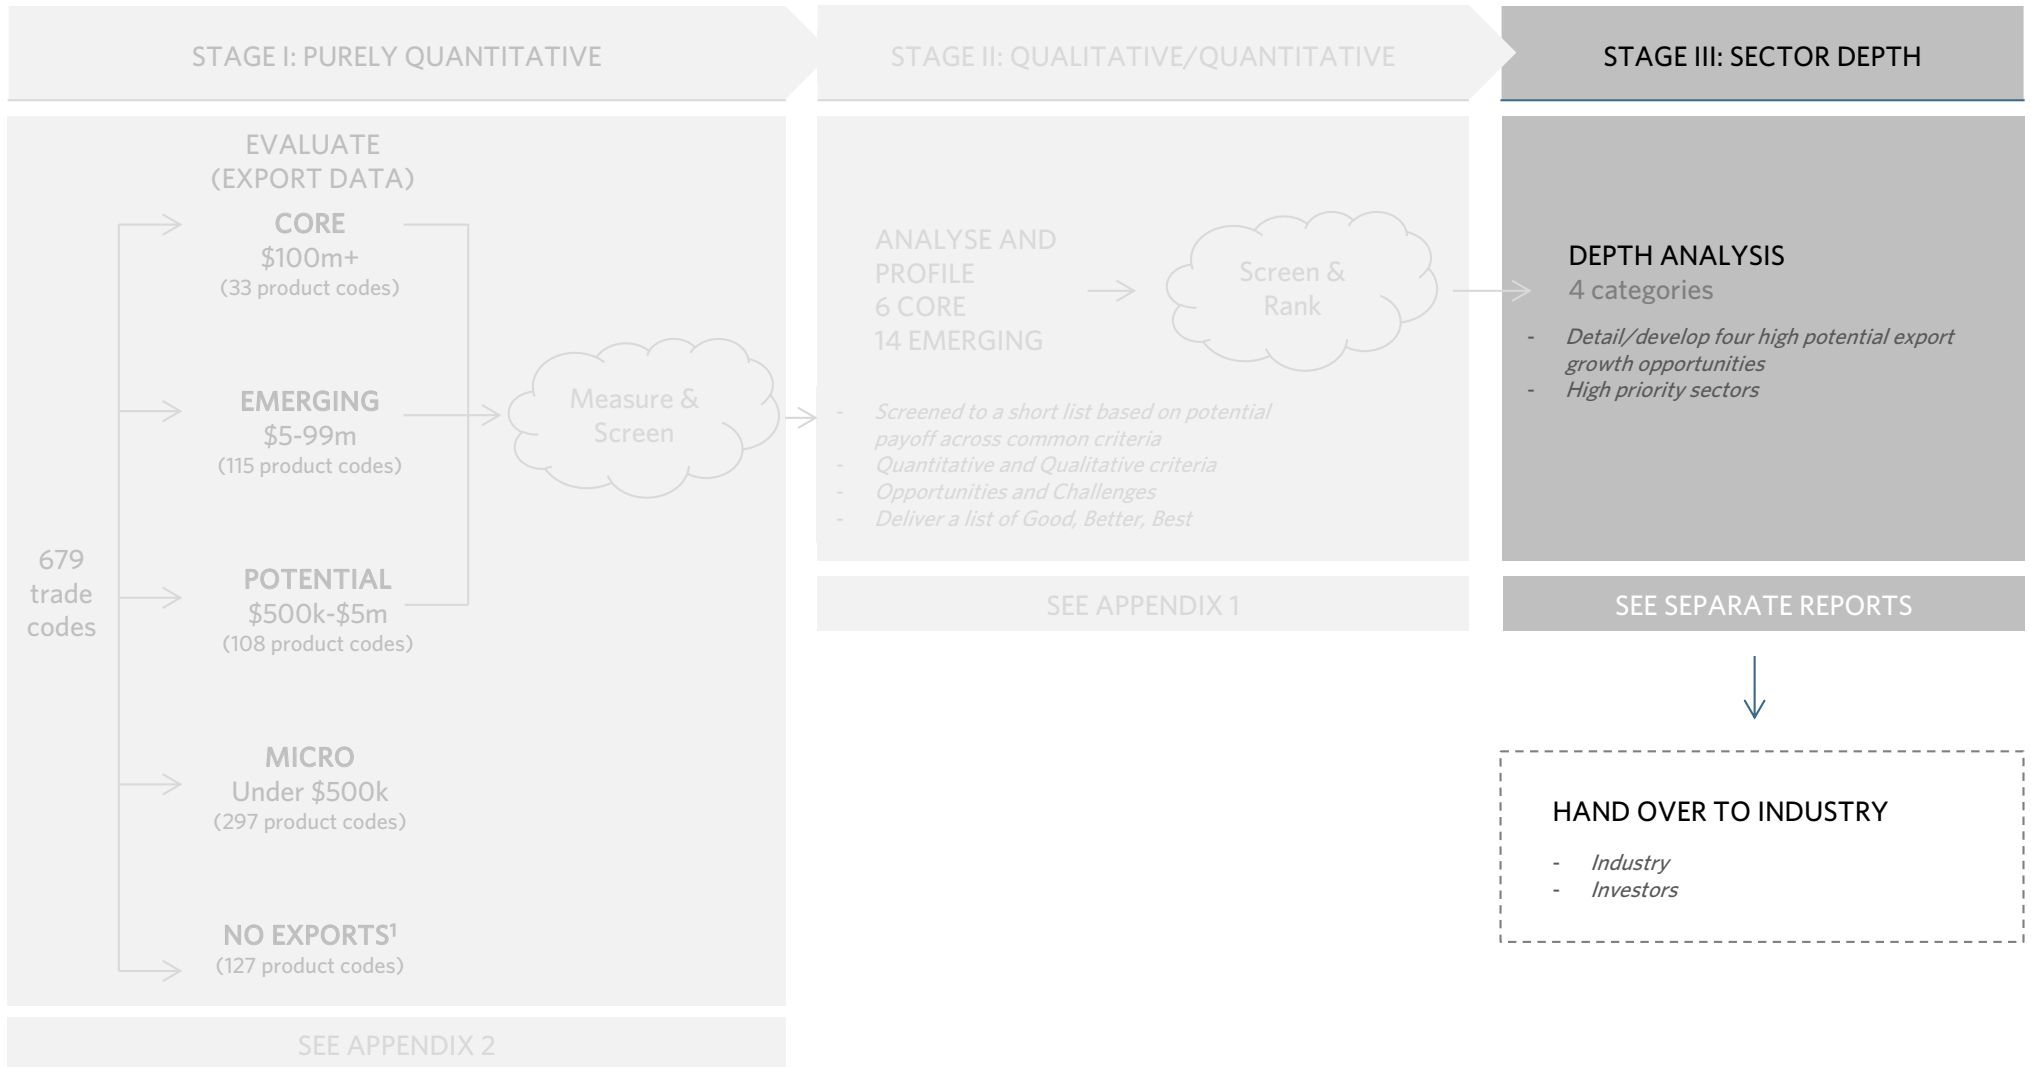 STAGE I: PURELY QUANTITATIVE
STAGE II: QUALITATIVE/QUANTITATIVE
STAGE III: SECTOR DEPTH
EVALUATE
(EXPORT DATA)
CORE
$100m+
(33 product codes)
EMERGING
$5-99m
(115 product codes)
679
trade
codes
POTENTIAL
$500k-$5m
(108 product codes)
MICRO
Under $500k
(297 product codes)
NO EXPORTS¹
(127 product codes)
Measure &
Screen
SEE APPENDIX 2
ANALYSE AND
PROFILE
6 CORE
14 EMERGING
Screen &
Rank
- Screened to a short list based on potential
payoff across common criteria
- Quantitative and Qualitative criteria
- Opportunities and Challenges
- Deliver a list of Good, Better, Best
SEE APPENDIX 1
DEPTH ANALYSIS
4 categories
- Detail/develop four high potential export
growth opportunities
- High priority sectors
SEE SEPARATE REPORTS
HAND OVER TO INDUSTRY
- Industry
- Investors